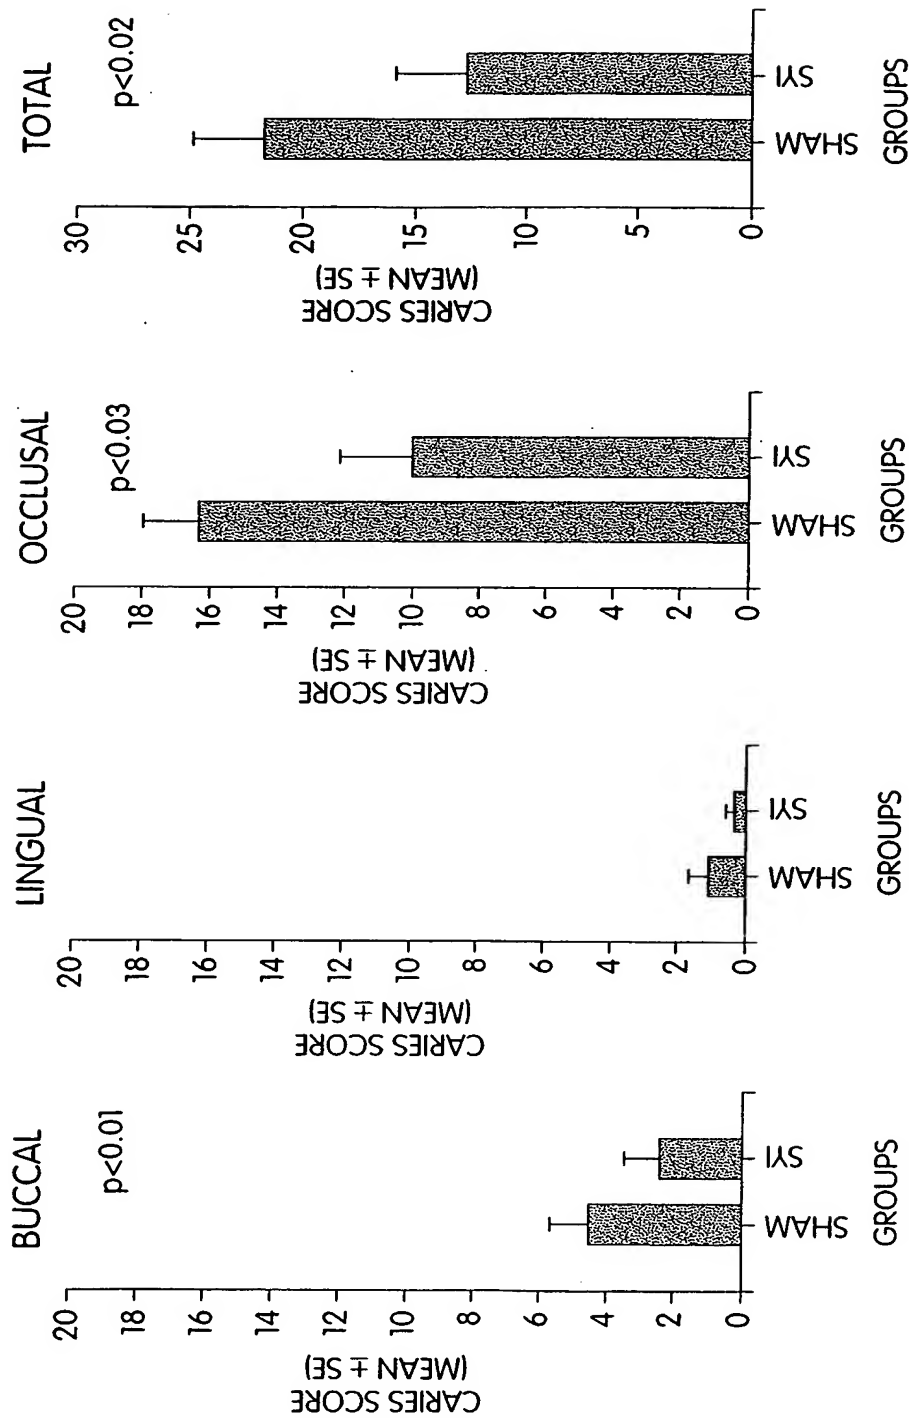 BUCCAL
p<0.01
20
18
16
14
12
10
8
6
4
2
0
CARIES SCORE
(MEAN ± SE)
SHAM
SYI
GROUPS
LINGUAL
20
18
16
14
12
10
8
6
4
2
0
CARIES SCORE
(MEAN ± SE)
SHAM
SYI
GROUPS
OCCLUSAL
p<0.03
20
18
16
14
12
10
8
6
4
2
0
CARIES SCORE
(MEAN ± SE)
SHAM
SYI
GROUPS
TOTAL
p<0.02
30
25
20
15
10
5
0
CARIES SCORE
(MEAN ± SE)
SHAM
SYI
GROUPS